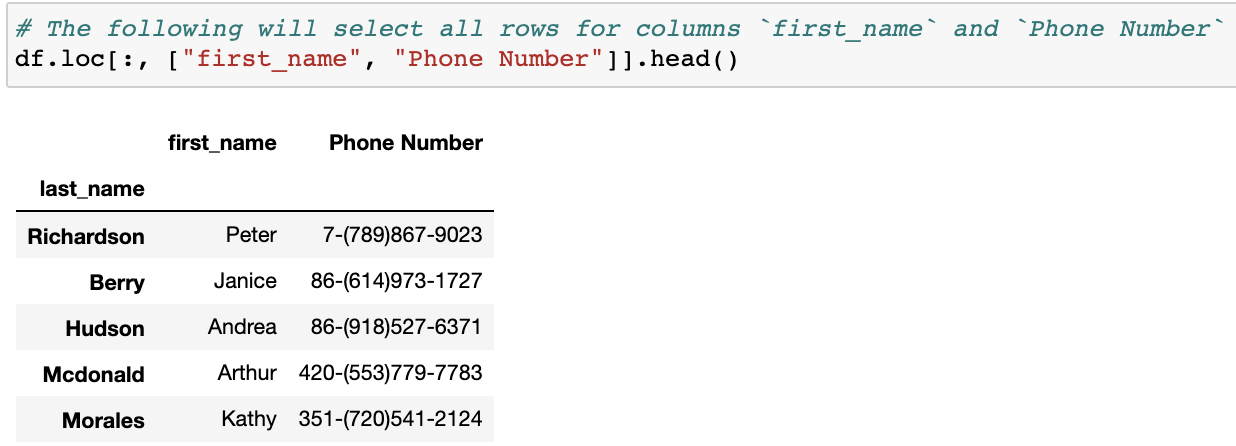 # The following will select all rows for columns `first_name` and `Phone Number`
df.loc[:, ["first_name", "Phone Number"]].head()
first_name Phone Number
last_name
Richardson Peter 7-(789)867-9023
Berry Janice 86-(614)973-1727
Hudson Andrea 86-(918)527-6371
Mcdonald Arthur 420-(553)779-7783
Morales Kathy 351-(720)541-2124